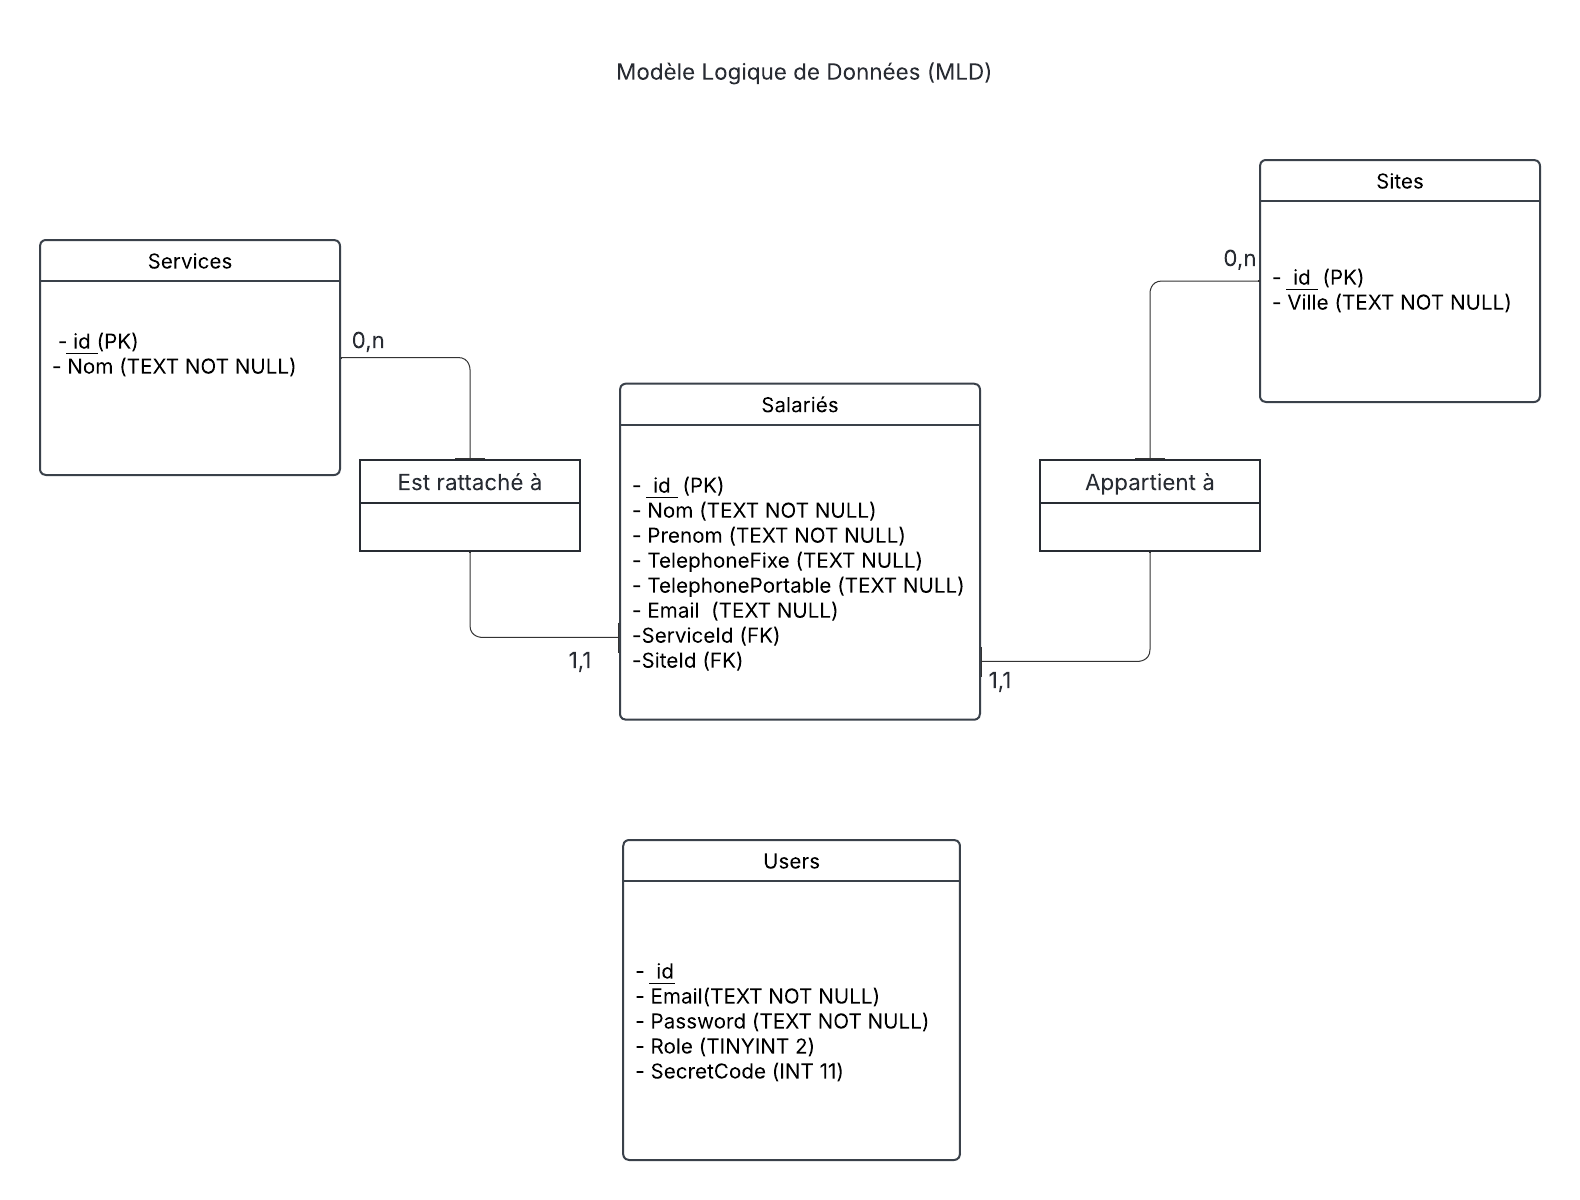 Modèle Logique de Données (MLD)
Services
- id (PK)
- Nom (TEXT NOT NULL)
0,n
Est rattaché à
1,1
Salariés
- id (PK)
- Nom (TEXT NOT NULL)
- Prenom (TEXT NOT NULL)
- TelephoneFixe (TEXT NULL)
- TelephonePortable (TEXT NULL)
- Email (TEXT NULL)
-ServiceId (FK)
-SiteId (FK)
Sites
- id (PK)
- Ville (TEXT NOT NULL)
0,n
Appartient à
1,1
Users
- id
- Email(TEXT NOT NULL)
- Password (TEXT NOT NULL)
- Role (TINYINT 2)
- SecretCode (INT 11)